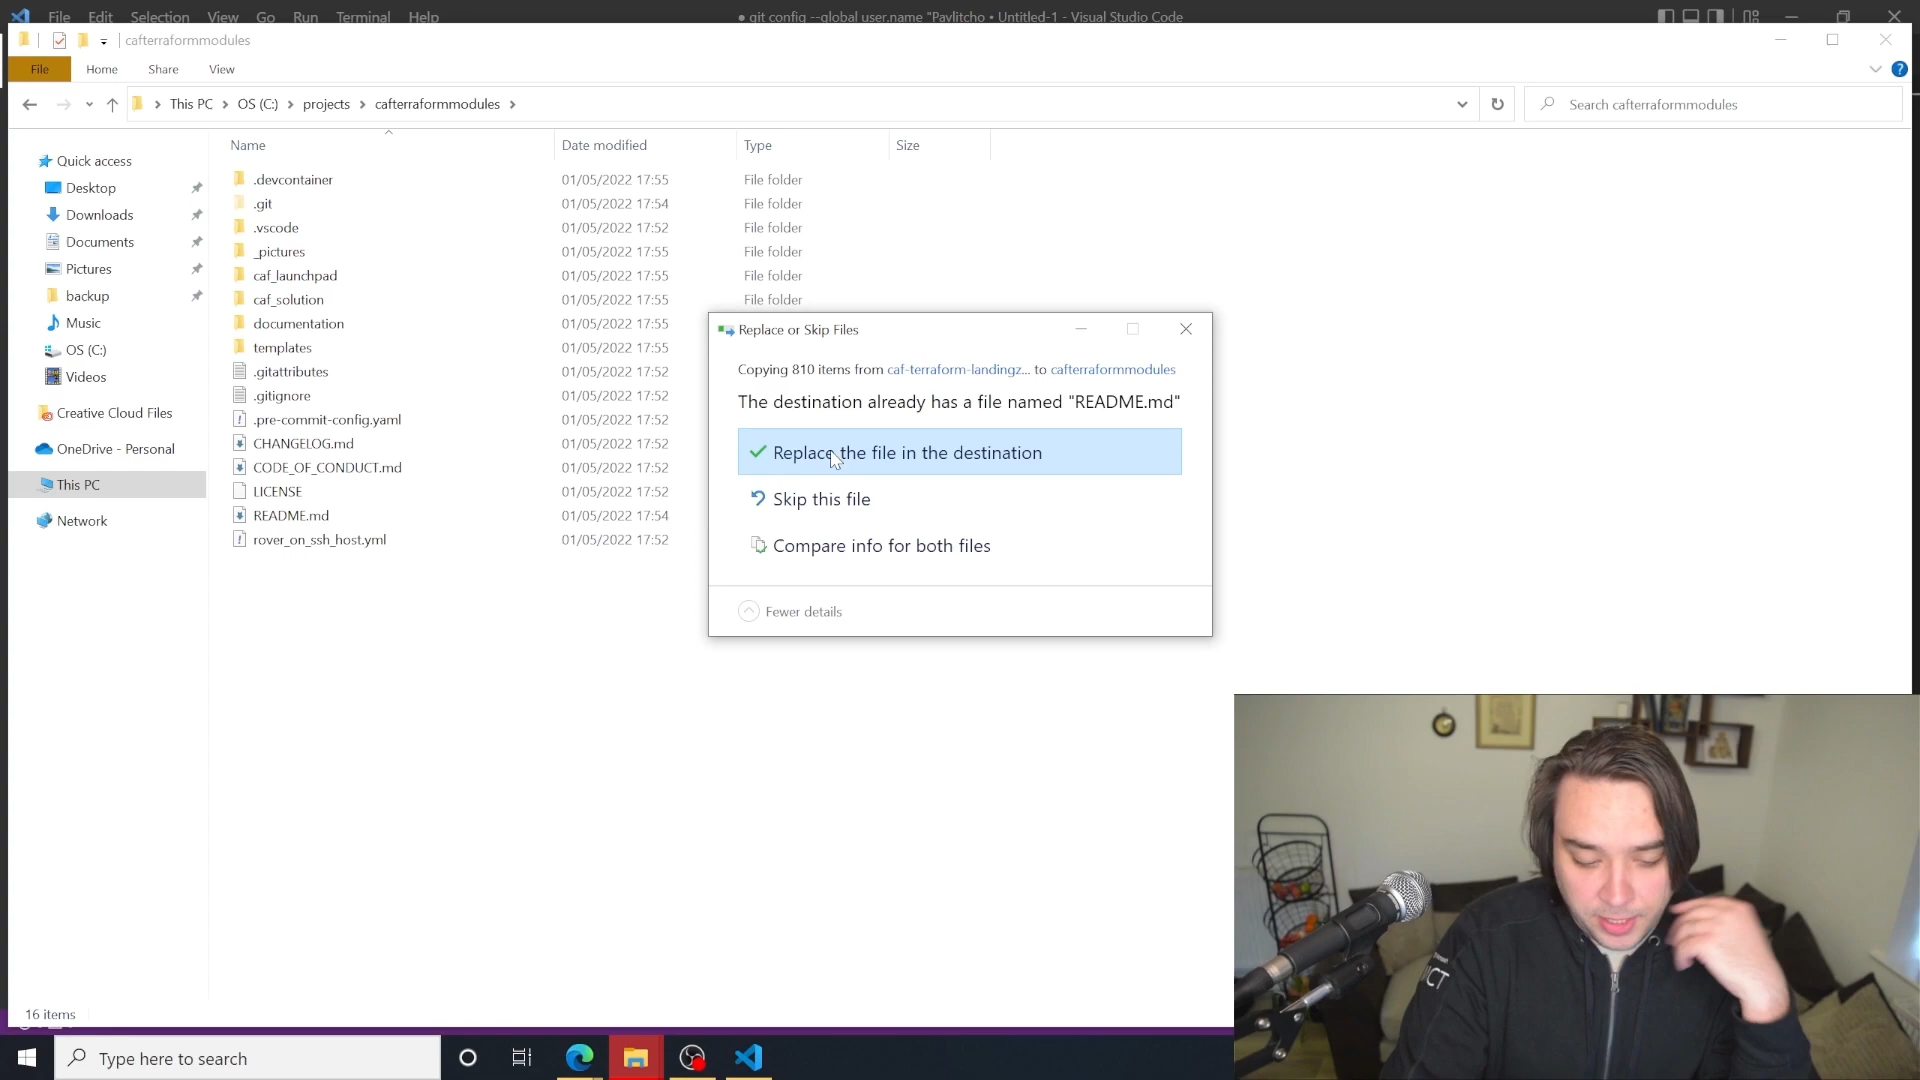 File Edit Selection View Go Run Terminal Help
● git config --global user.name "Pavlitcho • Untitled-1 - Visual Studio Code
cafterraformmodules
File Home Share View
This PC > OS (C:) > projects > cafterraformmodules >
Search cafterraformmodules
Name Date modified Type Size
Quick access
Desktop
Downloads
Documents
Pictures
backup
Music
OS (C:)
Videos
Creative Cloud Files
OneDrive - Personal
This PC
Network
.devcontainer 01/05/2022 17:55 File folder
.git 01/05/2022 17:54 File folder
.vscode 01/05/2022 17:52 File folder
_pictures 01/05/2022 17:55 File folder
caf_launchpad 01/05/2022 17:55 File folder
caf_solution 01/05/2022 17:55 File folder
documentation 01/05/2022 17:55
templates 01/05/2022 17:55
.gitattributes 01/05/2022 17:52
.gitignore 01/05/2022 17:52
.pre-commit-config.yaml 01/05/2022 17:52
CHANGELOG.md 01/05/2022 17:52
CODE_OF_CONDUCT.md 01/05/2022 17:52
LICENSE 01/05/2022 17:52
README.md 01/05/2022 17:54
rover_on_ssh_host.yml 01/05/2022 17:52
Replace or Skip Files
Copying 810 items from caf-terraform-landingz... to cafterraformmodules
The destination already has a file named "README.md"
Replace the file in the destination
Skip this file
Compare info for both files
Fewer details
16 items
Type here to search